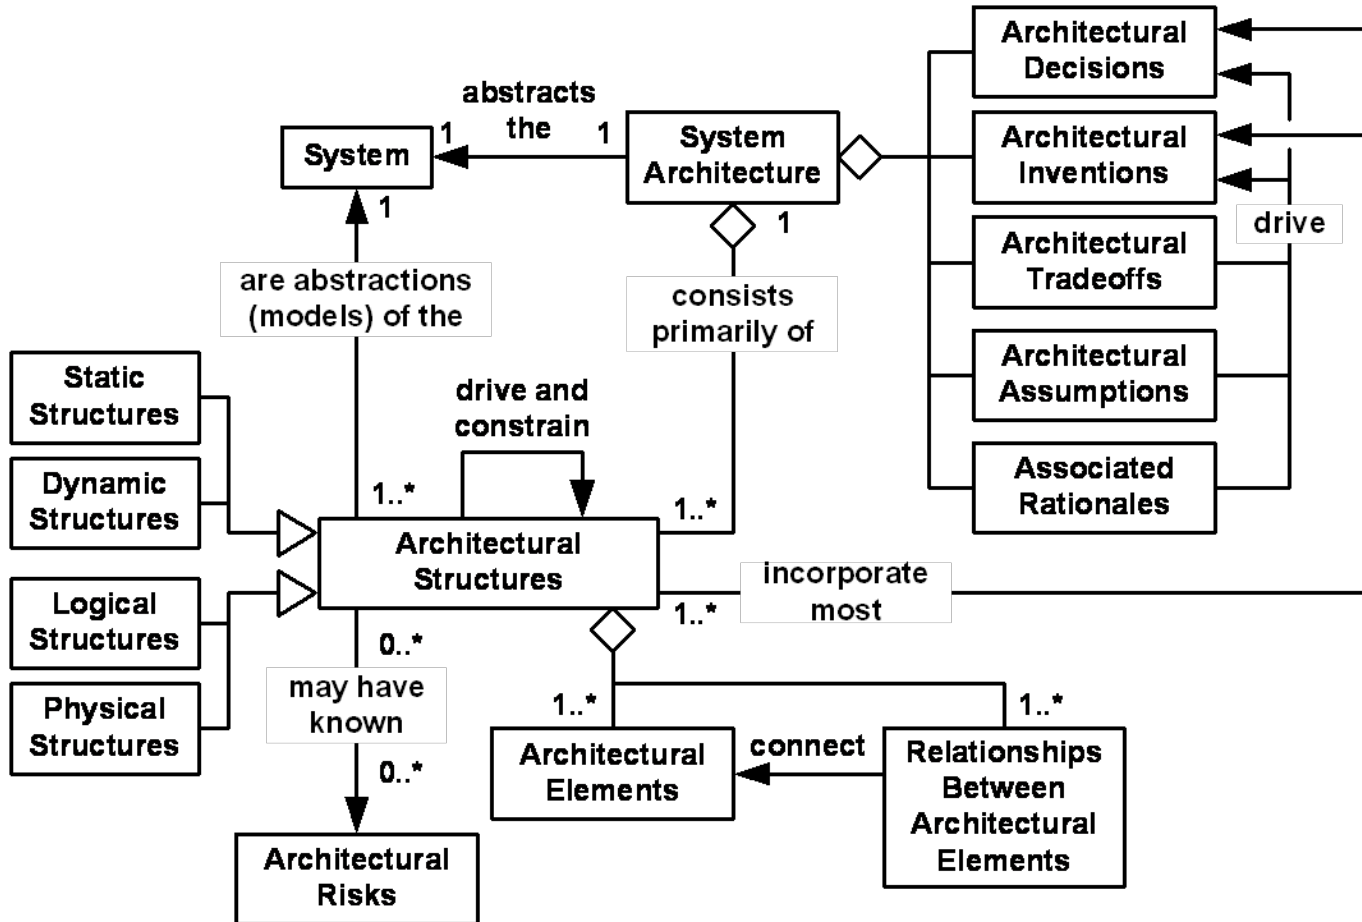 Architectural
Decisions
abstracts
the
1
1
System
Architecture
System
Architectural
Inventions
1
1
drive
Architectural
Tradeoffs
are abstractions
(models) of the
consists
primarily of
Static
Structures
Architectural
Assumptions
drive and
constrain
Dynamic
Structures
Associated
Rationales
1..*
1..*
Architectural
Structures
incorporate
most
1..*
Logical
Structures
0..*
may have
known
Physical
Structures
1..*
1..*
0..*
Architectural
Elements
connect
Relationships
Between
Architectural
Elements
Architectural
Risks